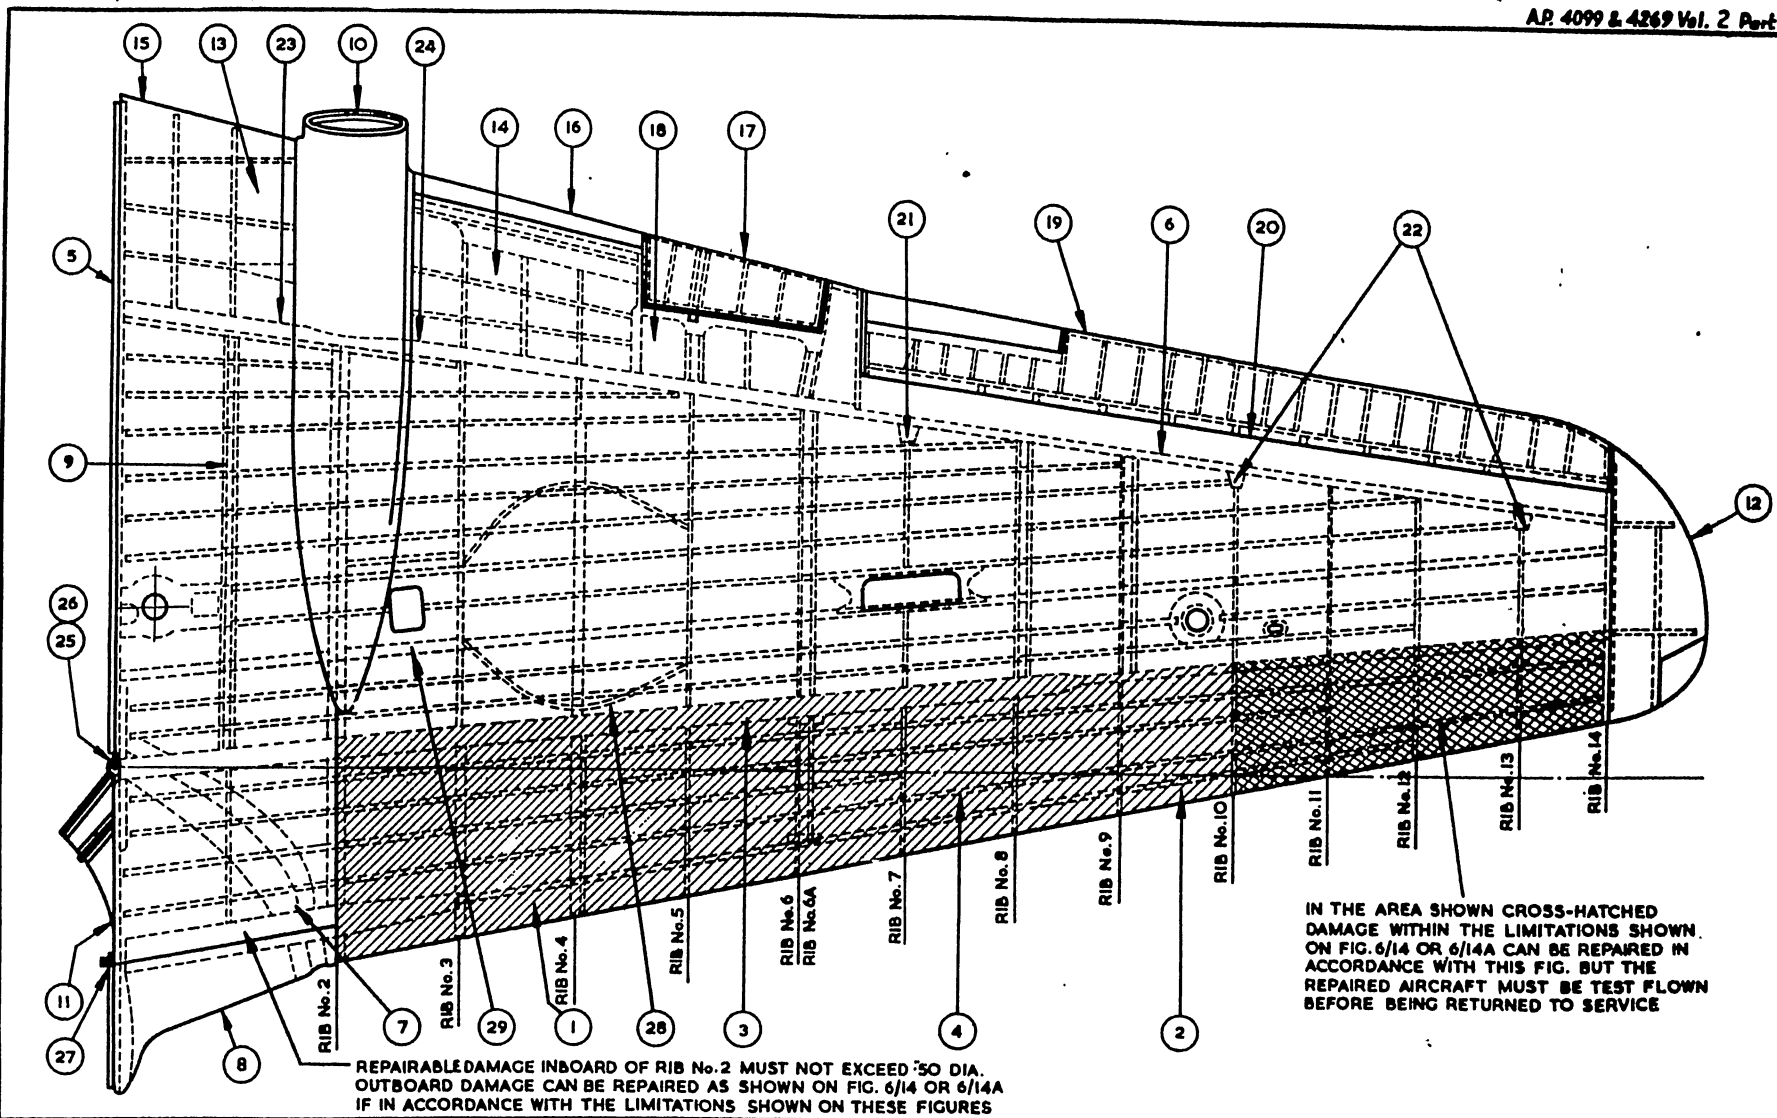 A.P. 4099 & 4269 Vol. 2 Part
15
13
23
10
24
14
16
18
17
21
19
6
20
22
5
9
12
26
25
11
27
8
7
29
1
28
3
4
2
RIB No.2
RIB No.3
RIB No.4
RIB No.5
RIB No.6
RIB No.6A
RIB No.7
RIB No.8
RIB No.9
RIB No.10
RIB No.11
RIB No.12
RIB No.13
RIB No.14
IN THE AREA SHOWN CROSS-HATCHED
DAMAGE WITHIN THE LIMITATIONS SHOWN
ON FIG. 6/14 OR 6/14A CAN BE REPAIRED IN
ACCORDANCE WITH THIS FIG. BUT THE
REPAIRED AIRCRAFT MUST BE TEST FLOWN
BEFORE BEING RETURNED TO SERVICE
REPAIRABLE DAMAGE INBOARD OF RIB No.2 MUST NOT EXCEED ·50 DIA.
OUTBOARD DAMAGE CAN BE REPAIRED AS SHOWN ON FIG. 6/14 OR 6/14A
IF IN ACCORDANCE WITH THE LIMITATIONS SHOWN ON THESE FIGURES